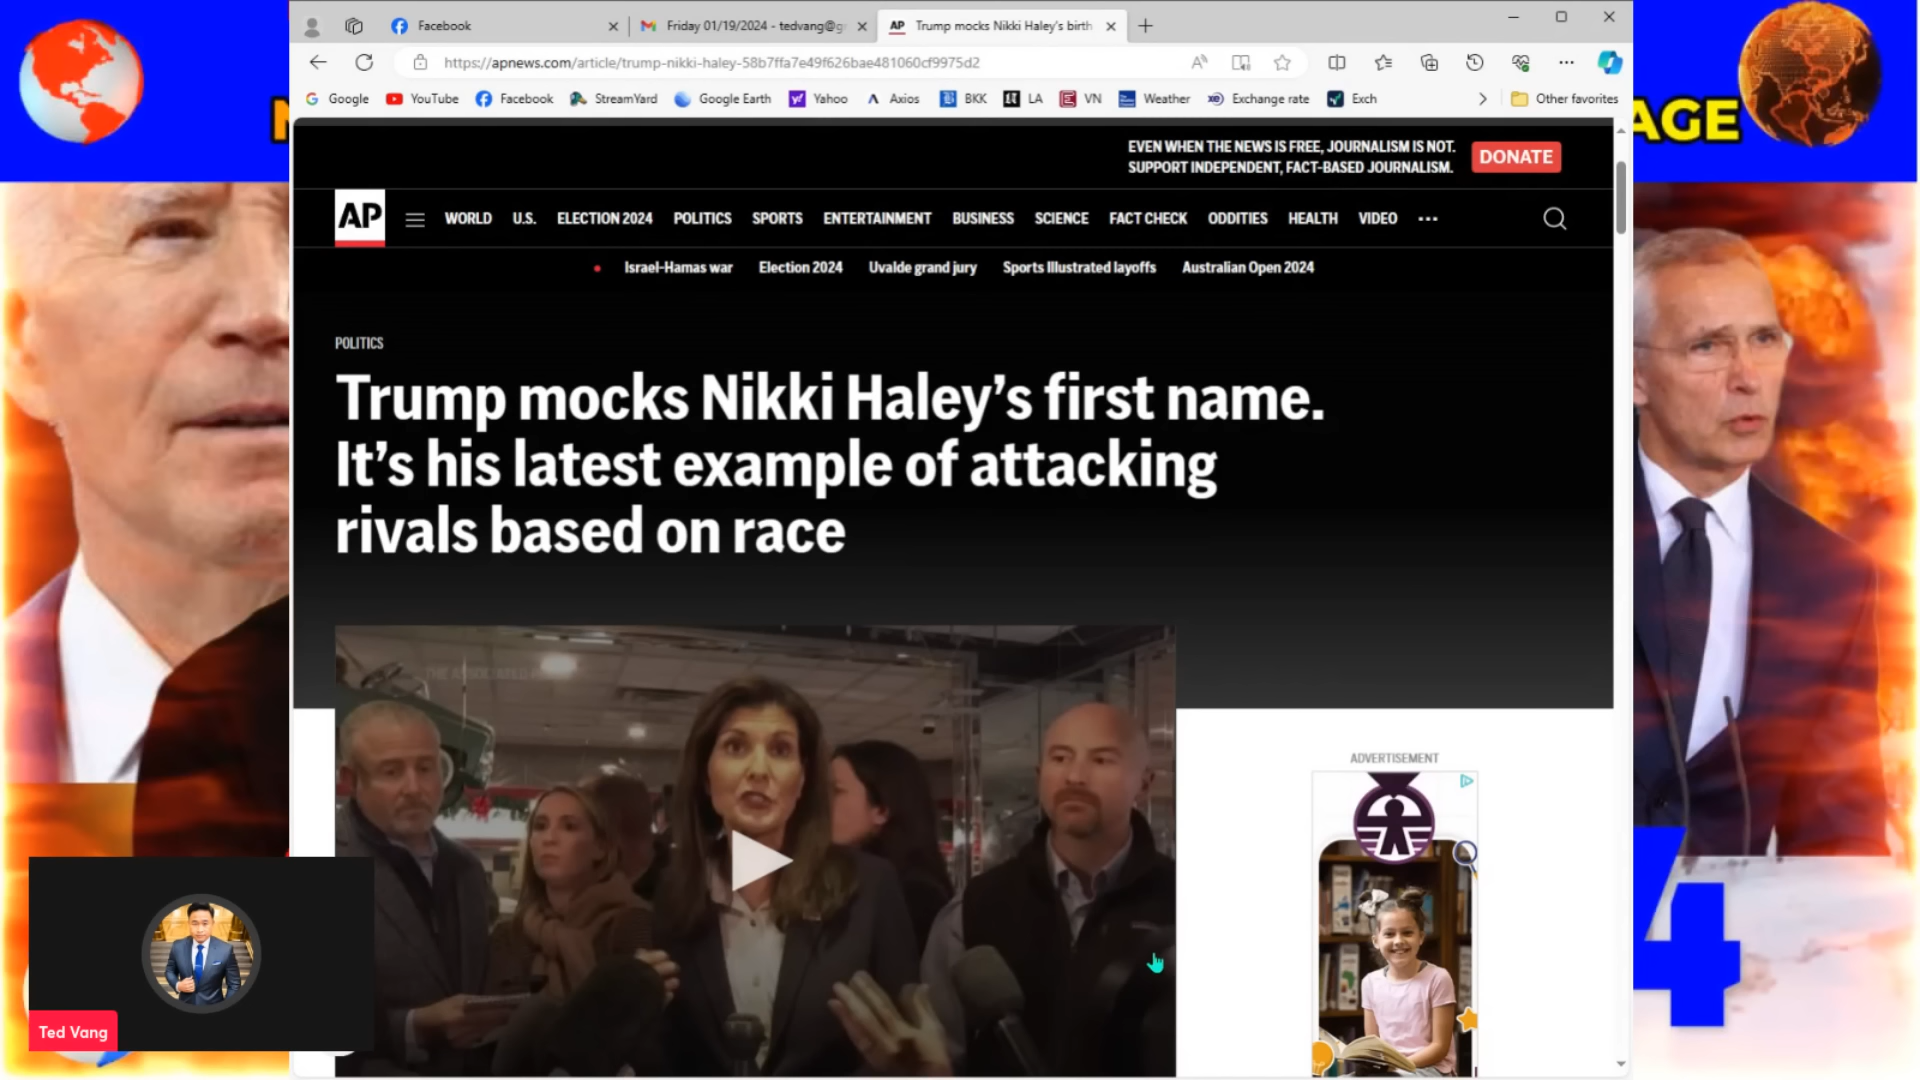 Facebook
Friday 01/19/2024 - tedvang@g
AP Trump mocks Nikki Haley's birth
https://apnews.com/article/trump-nikki-haley-58b7ffa7e49f626bae481060cf9975d2
Google YouTube Facebook StreamYard Google Earth Yahoo Axios BKK LA VN Weather Exchange rate Exch Other favorites
AGE
EVEN WHEN THE NEWS IS FREE, JOURNALISM IS NOT.
SUPPORT INDEPENDENT, FACT-BASED JOURNALISM.
DONATE
AP WORLD U.S. ELECTION 2024 POLITICS SPORTS ENTERTAINMENT BUSINESS SCIENCE FACT CHECK ODDITIES HEALTH VIDEO
Israel-Hamas war Election 2024 Uvalde grand jury Sports Illustrated layoffs Australian Open 2024
POLITICS
Trump mocks Nikki Haley's first name.
It's his latest example of attacking
rivals based on race
ADVERTISEMENT
4
Ted Vang